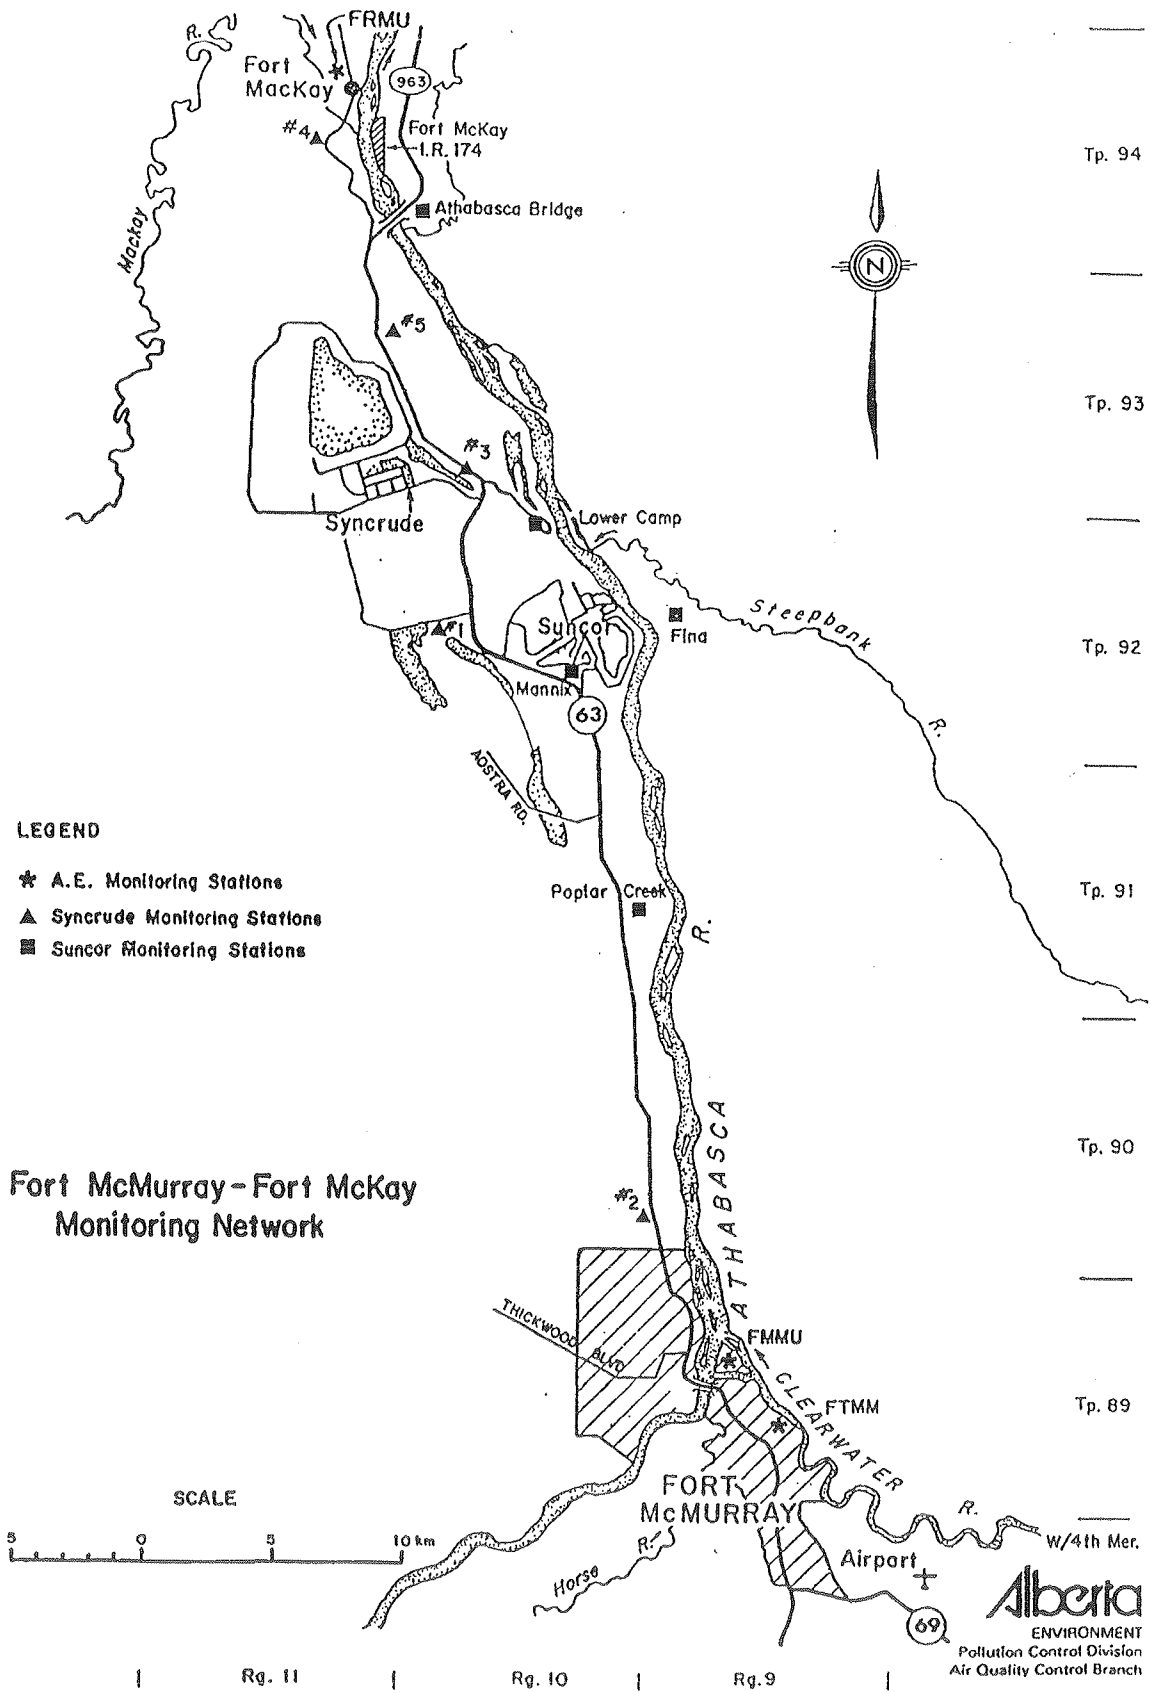 FRMU
R.
Fort
MacKay
963
#4
Fort McKay
I.R. 174
Tp. 94
Athabasca Bridge
Mackay
N
#5
Tp. 93
#3
Syncrude
Lower Camp
Steepbank
R.
#1
Suncor
Fina
Tp. 92
Mannix
63
AOSTRA RD.
LEGEND
A.E. Monitoring Stations
Syncrude Monitoring Stations
Suncor Monitoring Stations
Poplar Creek
Tp. 91
R.
ATHABASCA
Tp. 90
Fort McMurray-Fort McKay
Monitoring Network
#2
THICKWOOD BLVD
FMMU
CLEARWATER
R.
FTMM
Tp. 89
FORT
McMURRAY
SCALE
5 0 5 10 km
W/4th Mer.
Horse R.
Airport
69
Alberta
ENVIRONMENT
Pollution Control Division
Air Quality Control Branch
Rg. 11 Rg. 10 Rg. 9